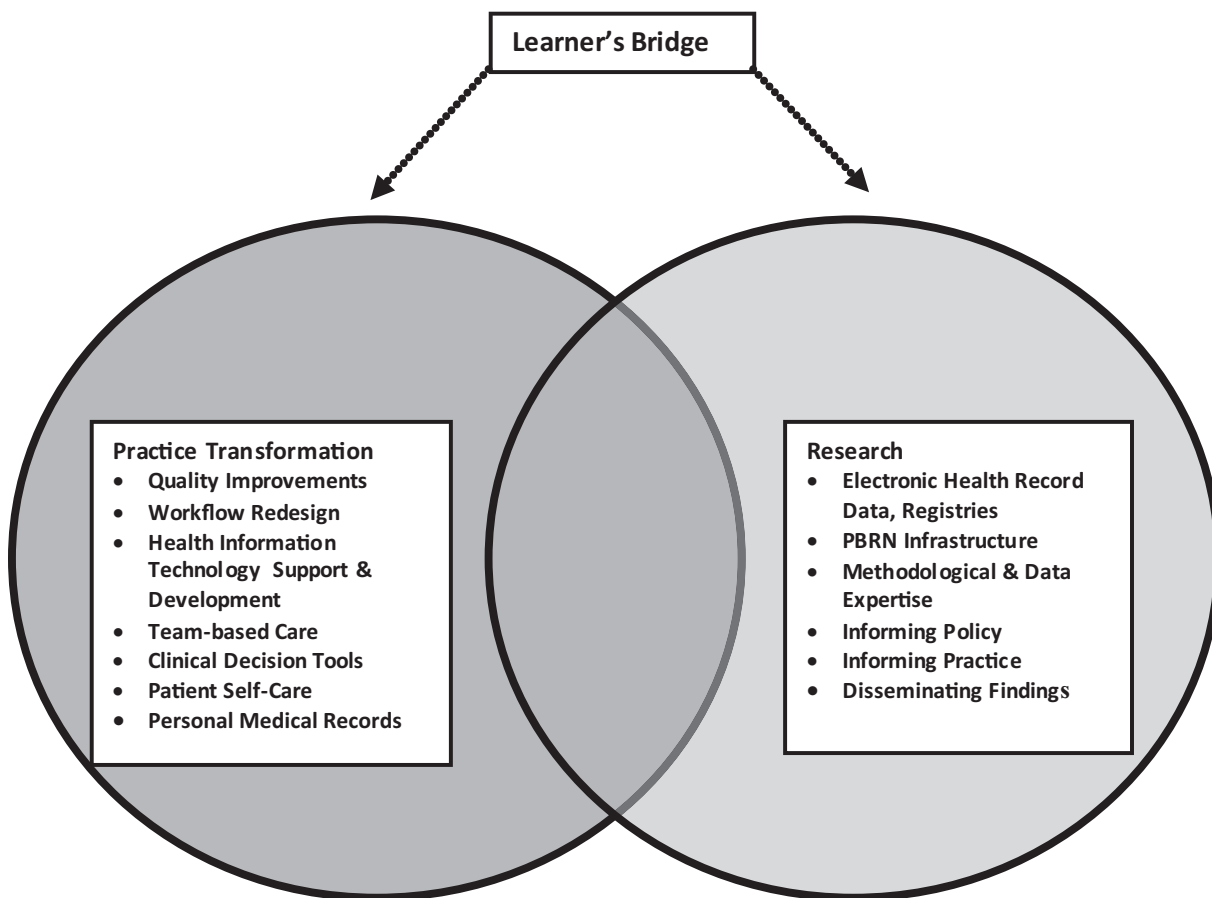 Learner’s Bridge
Practice Transformation
• Quality Improvements
• Workflow Redesign
• Health Information
Technology Support &
Development
• Team-based Care
• Clinical Decision Tools
• Patient Self-Care
• Personal Medical Records
Research
• Electronic Health Record
Data, Registries
• PBRN Infrastructure
• Methodological & Data
Expertise
• Informing Policy
• Informing Practice
• Disseminating Findings